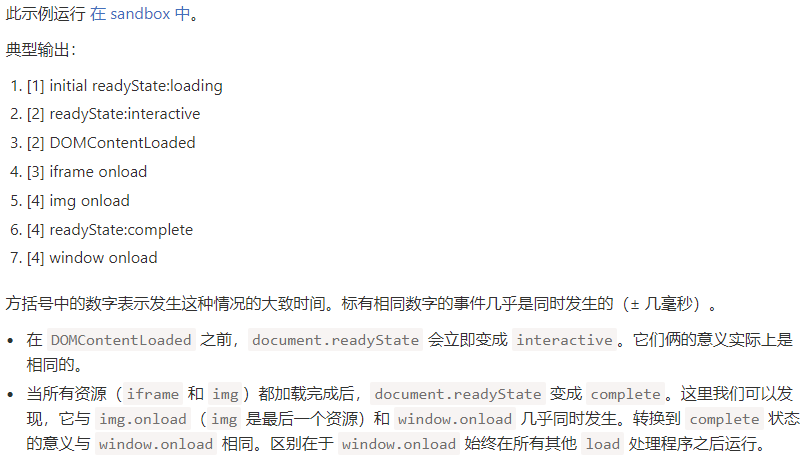 此示例运行 在 sandbox 中。
典型输出：
1. [1] initial readyState:loading
2. [2] readyState:interactive
3. [2] DOMContentLoaded
4. [3] iframe onload
5. [4] img onload
6. [4] readyState:complete
7. [4] window onload
方括号中的数字表示发生这种情况的大致时间。标有相同数字的事件几乎是同时发生的（± 几毫秒）。
• 在 DOMContentLoaded 之前，document.readyState 会立即变成 interactive。它们俩的意义实际上是
相同的。
• 当所有资源（iframe 和 img）都加载完成后，document.readyState 变成 complete。这里我们可以发
现，它与 img.onload（img 是最后一个资源）和 window.onload 几乎同时发生。转换到 complete 状态
的意义与 window.onload 相同。区别在于 window.onload 始终在所有其他 load 处理程序之后运行。